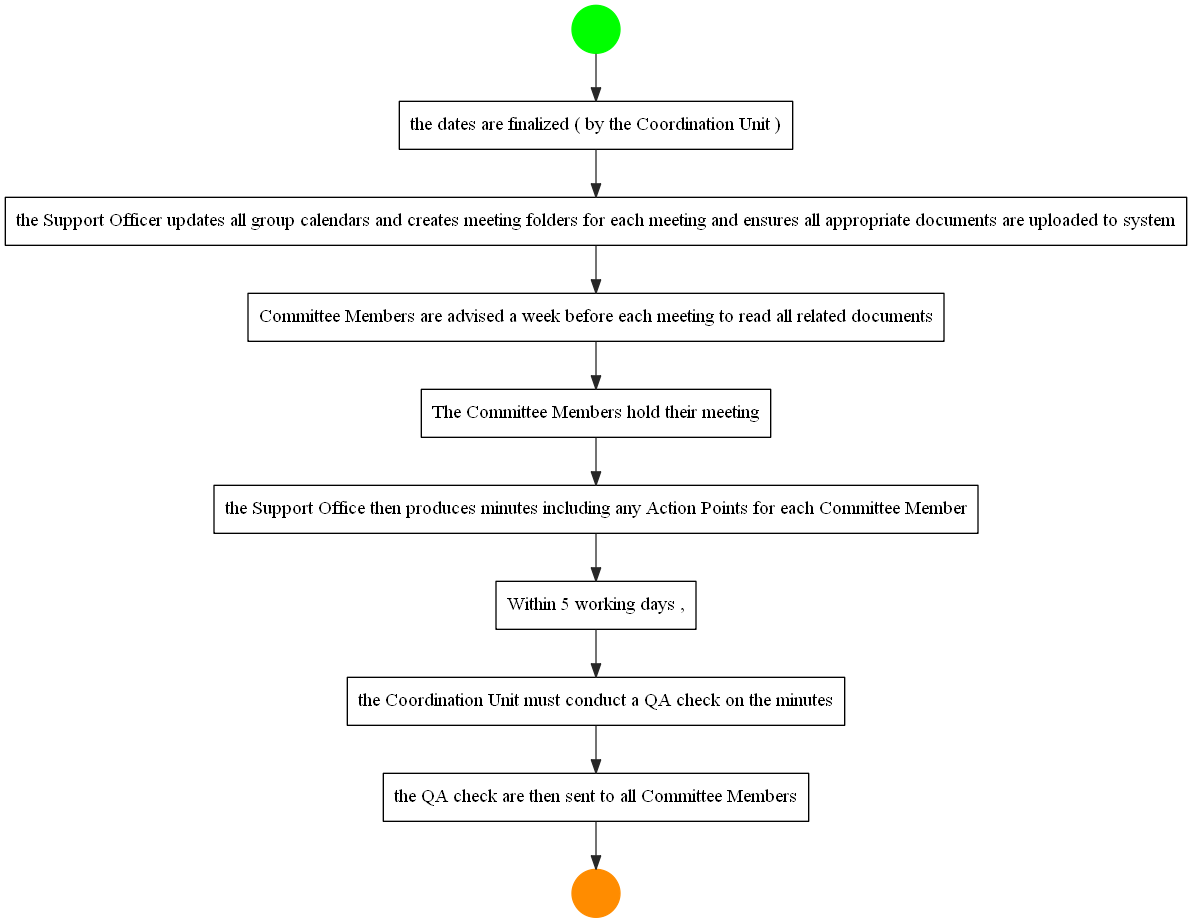 the dates are finalized ( by the Coordination Unit )
the Support Officer updates all group calendars and creates meeting folders for each meeting and ensures all appropriate documents are uploaded to system
Committee Members are advised a week before each meeting to read all related documents
The Committee Members hold their meeting
the Support Office then produces minutes including any Action Points for each Committee Member
Within 5 working days ,
the Coordination Unit must conduct a QA check on the minutes
the QA check are then sent to all Committee Members